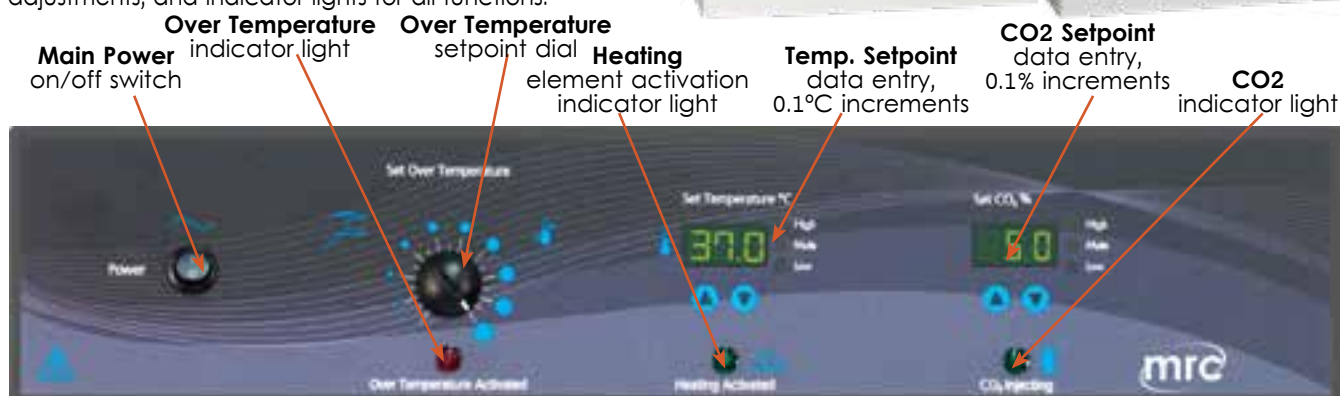 adjustments, and indicator lights for all functions.
Over Temperature
indicator light
Over Temperature
setpoint dial
Main Power
on/off switch
Heating
element activation
indicator light
Temp. Setpoint
data entry,
0.1°C increments
CO2 Setpoint
data entry,
0.1% increments
CO2
indicator light
Set Over Temperature
Set Temperature °C
Set CO₂ %
High
Mute
Low
High
Mute
Low
37.0
5.0
Power
Over Temperature Activated
Heating Activated
CO₂ Injecting
mrc